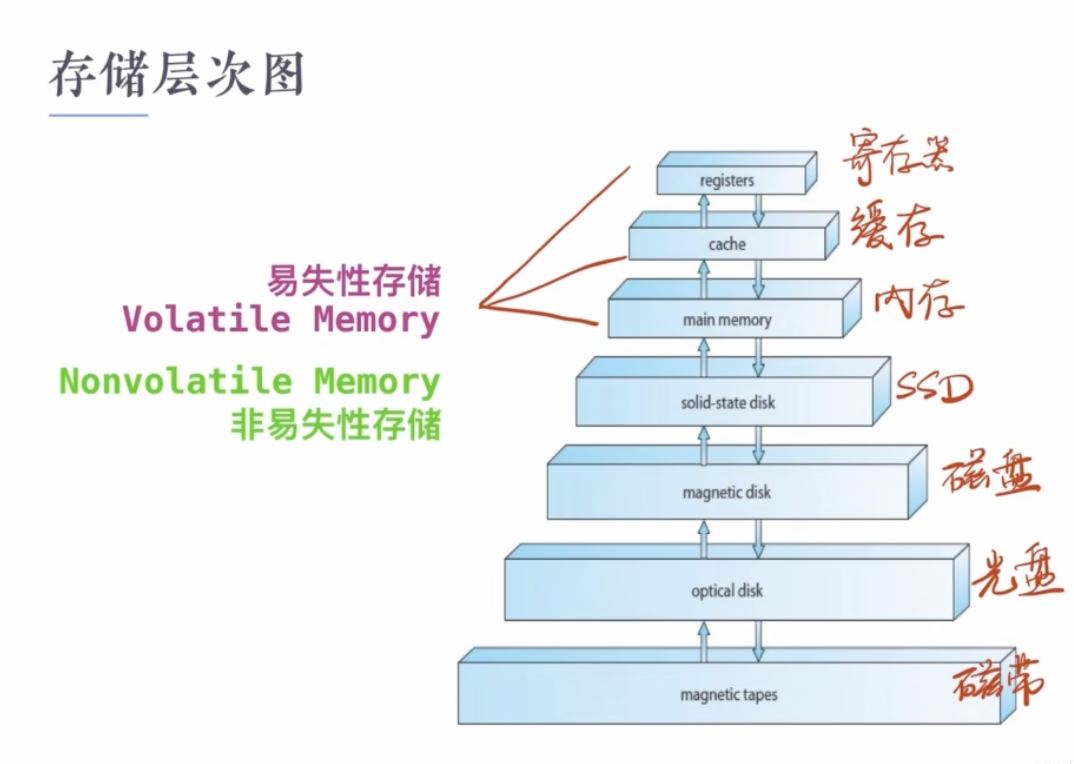 存储层次图
registers
寄存器
cache
缓存
易失性存储
Volatile Memory
main memory
内存
Nonvolatile Memory
非易失性存储
solid-state disk
SSD
magnetic disk
磁盘
optical disk
光盘
magnetic tapes
磁带